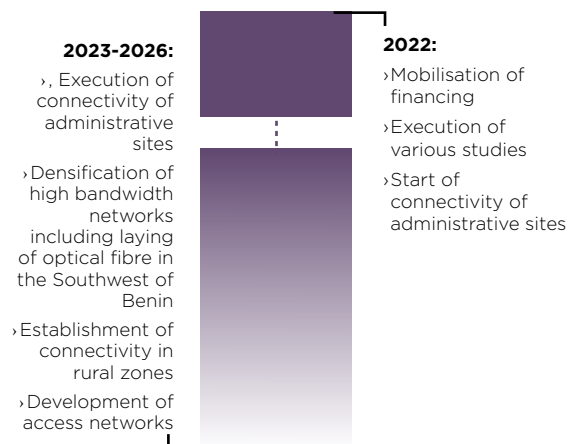 2023-2026:
›, Execution of
connectivity of
administrative
sites
›Densification of
high bandwidth
networks
including laying
of optical fibre in
the Southwest of
Benin
›Establishment of
connectivity in
rural zones
›Development of
access networks
2022:
›Mobilisation of
financing
›Execution of
various studies
›Start of
connectivity of
administrative sites